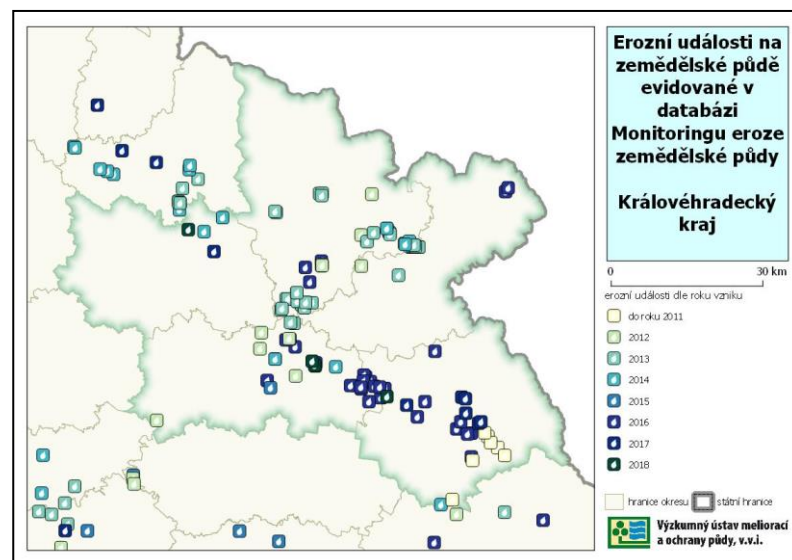 Erozní události na
zemědělské půdě
evidované v
databázi
Monitoringu eroze
zemědělské půdy
Královéhradecký
kraj
0 30 km
erozní události dle roku vzniku
do roku 2011
2012
2013
2014
2015
2016
2017
2018
hranice okresu státní hranice
Výzkumný ústav meliorací
a ochrany půdy, v.v.i.